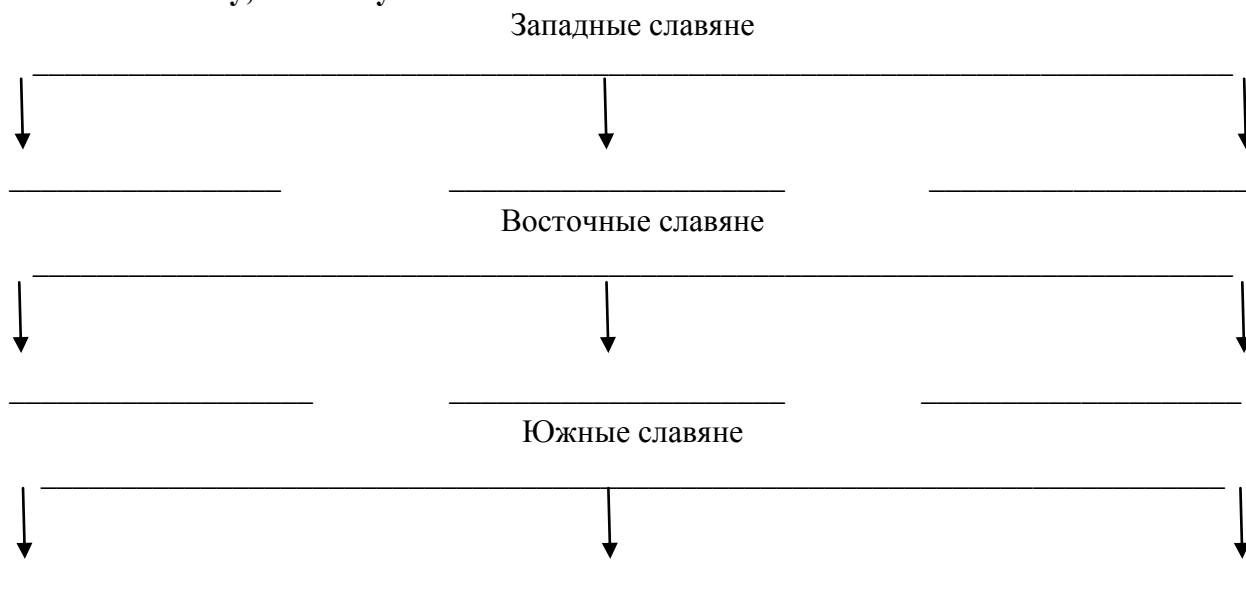 Западные славяне
Восточные славяне
Южные славяне